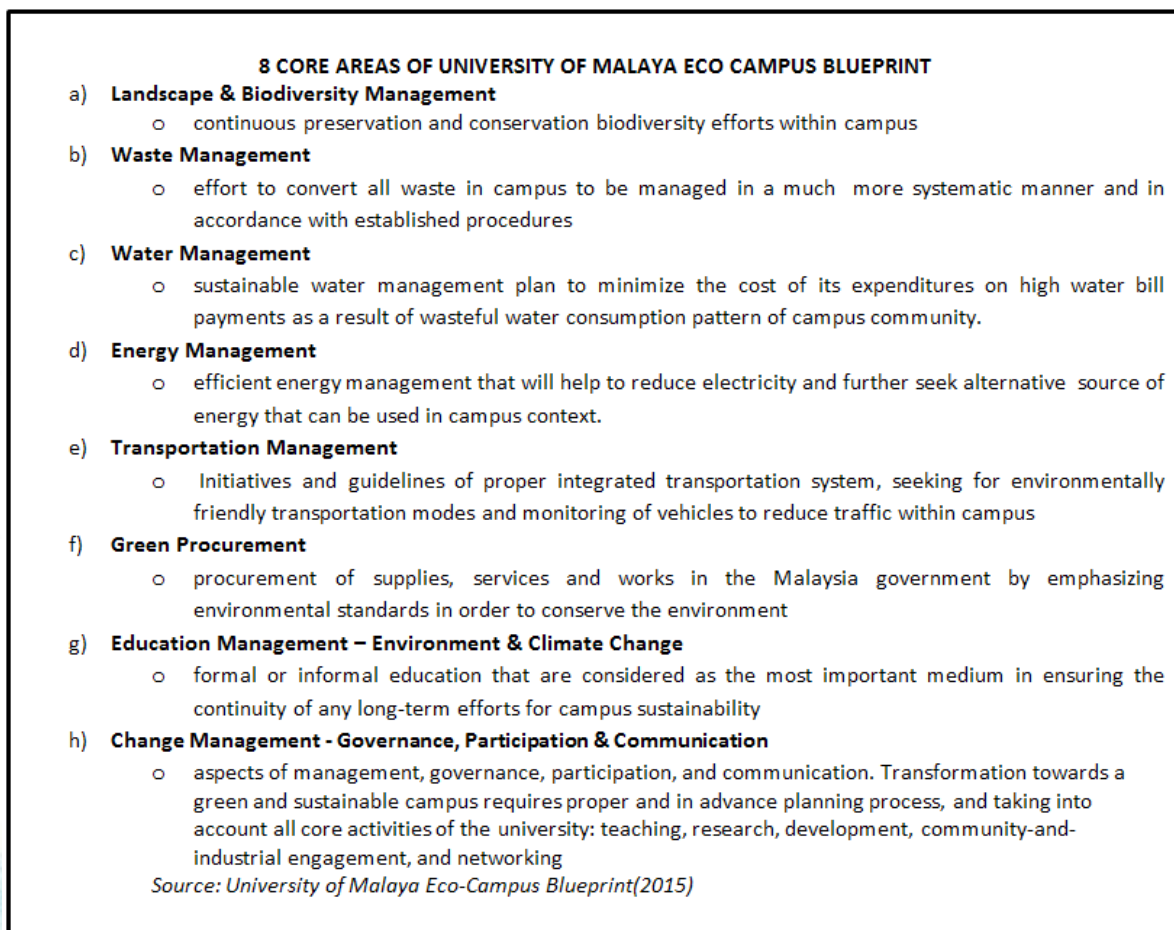 8 CORE AREAS OF UNIVERSITY OF MALAYA ECO CAMPUS BLUEPRINT
a) Landscape & Biodiversity Management
o continuous preservation and conservation biodiversity efforts within campus
b) Waste Management
o effort to convert all waste in campus to be managed in a much more systematic manner and in
accordance with established procedures
c) Water Management
o sustainable water management plan to minimize the cost of its expenditures on high water bill
payments as a result of wasteful water consumption pattern of campus community.
d) Energy Management
o efficient energy management that will help to reduce electricity and further seek alternative source of
energy that can be used in campus context.
e) Transportation Management
o Initiatives and guidelines of proper integrated transportation system, seeking for environmentally
friendly transportation modes and monitoring of vehicles to reduce traffic within campus
f) Green Procurement
o procurement of supplies, services and works in the Malaysia government by emphasizing
environmental standards in order to conserve the environment
g) Education Management – Environment & Climate Change
o formal or informal education that are considered as the most important medium in ensuring the
continuity of any long-term efforts for campus sustainability
h) Change Management - Governance, Participation & Communication
o aspects of management, governance, participation, and communication. Transformation towards a
green and sustainable campus requires proper and in advance planning process, and taking into
account all core activities of the university: teaching, research, development, community-and-
industrial engagement, and networking
Source: University of Malaya Eco-Campus Blueprint(2015)